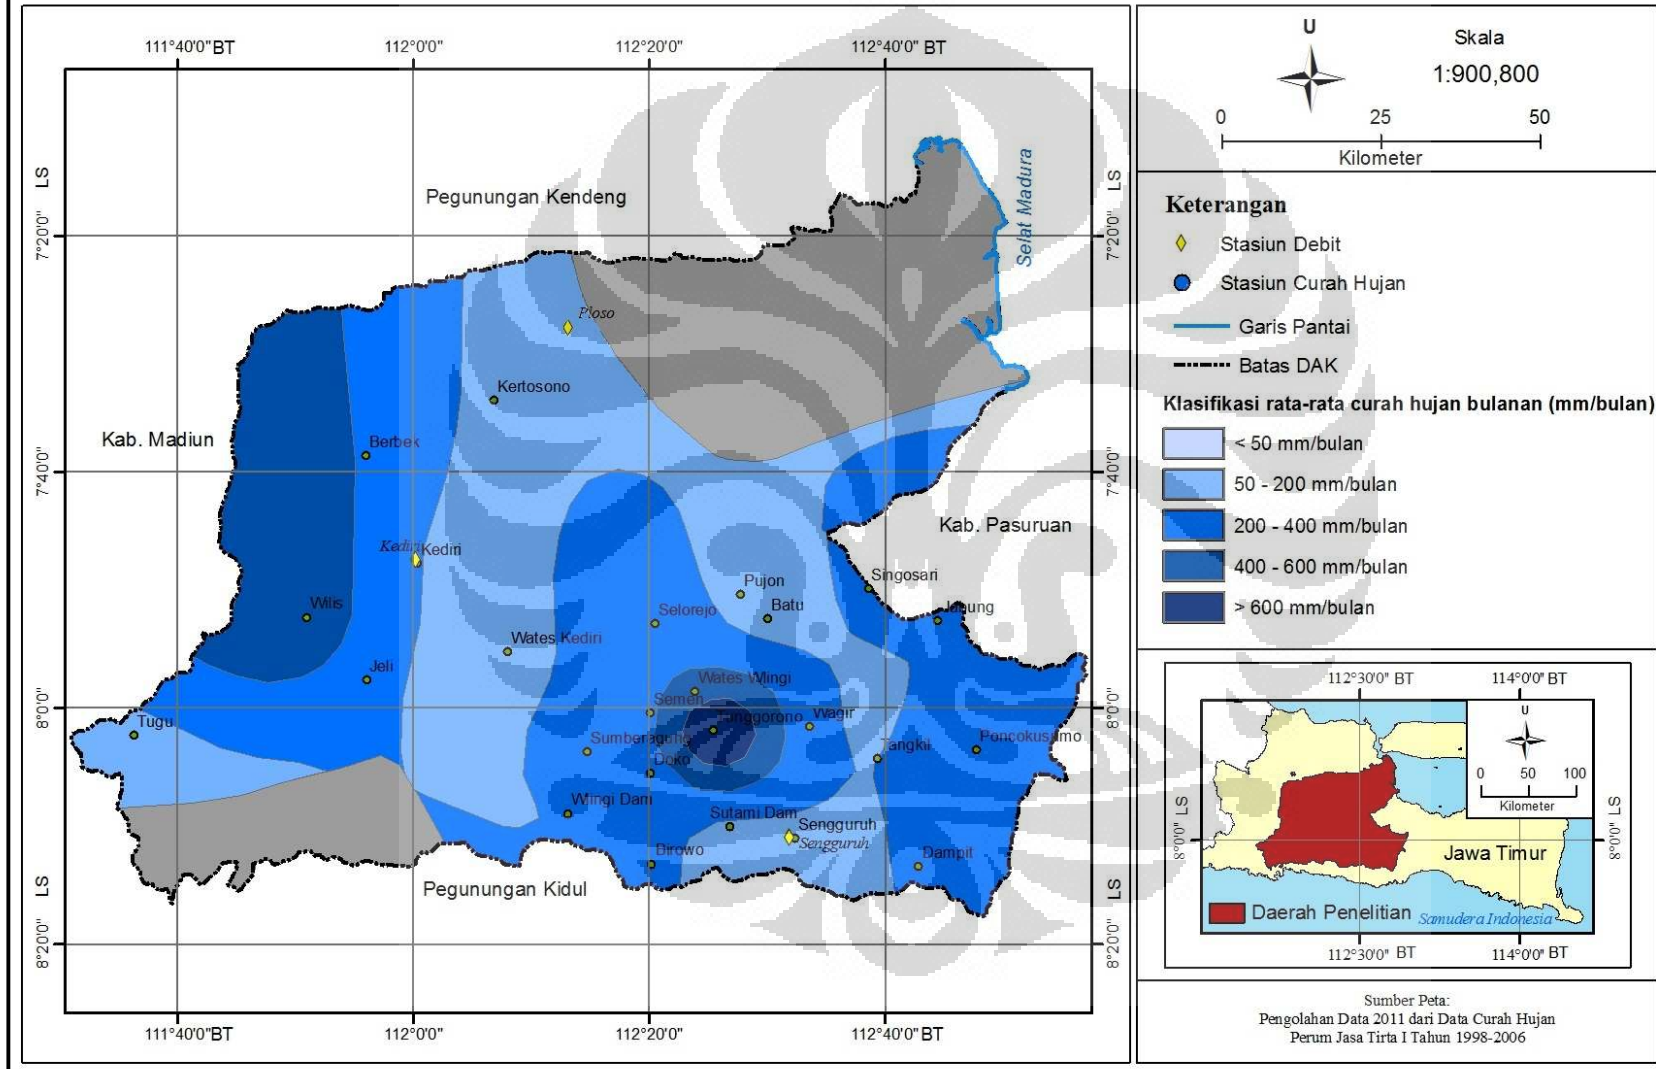 111°40'0"BT
112°0'0"
112°20'0"
112°40'0" BT
LS
7°20'0"
7°40'0"
8°0'0"
LS
8°20'0"
LS
7°20'0"
7°40'0"
8°0'0"
LS
8°20'0"
111°40'0"BT
112°0'0"
112°20'0"
112°40'0" BT
Pegunungan Kendeng
Selat Madura
Ploso
Kertosono
Kab. Madiun
Berbek
Kab. Pasuruan
Kediri
Kediri
Singosari
Pujon
Wilis
Selorejo
Batu
Wates Kediri
Jeli
Wates Wlingi
Semen
Tugu
Tunggorono
Wagir
Sumberagung
Tangkil
Poncokusumo
Doko
Wlingi Dam
Sutami Dam
Sengguruh
Sengguruh
Birowo
Dampit
Pegunungan Kidul
U
Skala
1:900,800
0
25
50
Kilometer
Keterangan
Stasiun Debit
Stasiun Curah Hujan
Garis Pantai
Batas DAK
Klasifikasi rata-rata curah hujan bulanan (mm/bulan)
< 50 mm/bulan
50 - 200 mm/bulan
200 - 400 mm/bulan
400 - 600 mm/bulan
> 600 mm/bulan
112°30'0" BT
114°0'0" BT
U
0
50
100
Kilometer
LS
8°0'0"
LS
8°0'0"
Jawa Timur
Daerah Penelitian
Samudera Indonesia
112°30'0" BT
114°0'0" BT
Sumber Peta:
Pengolahan Data 2011 dari Data Curah Hujan
Perum Jasa Tirta I Tahun 1998-2006